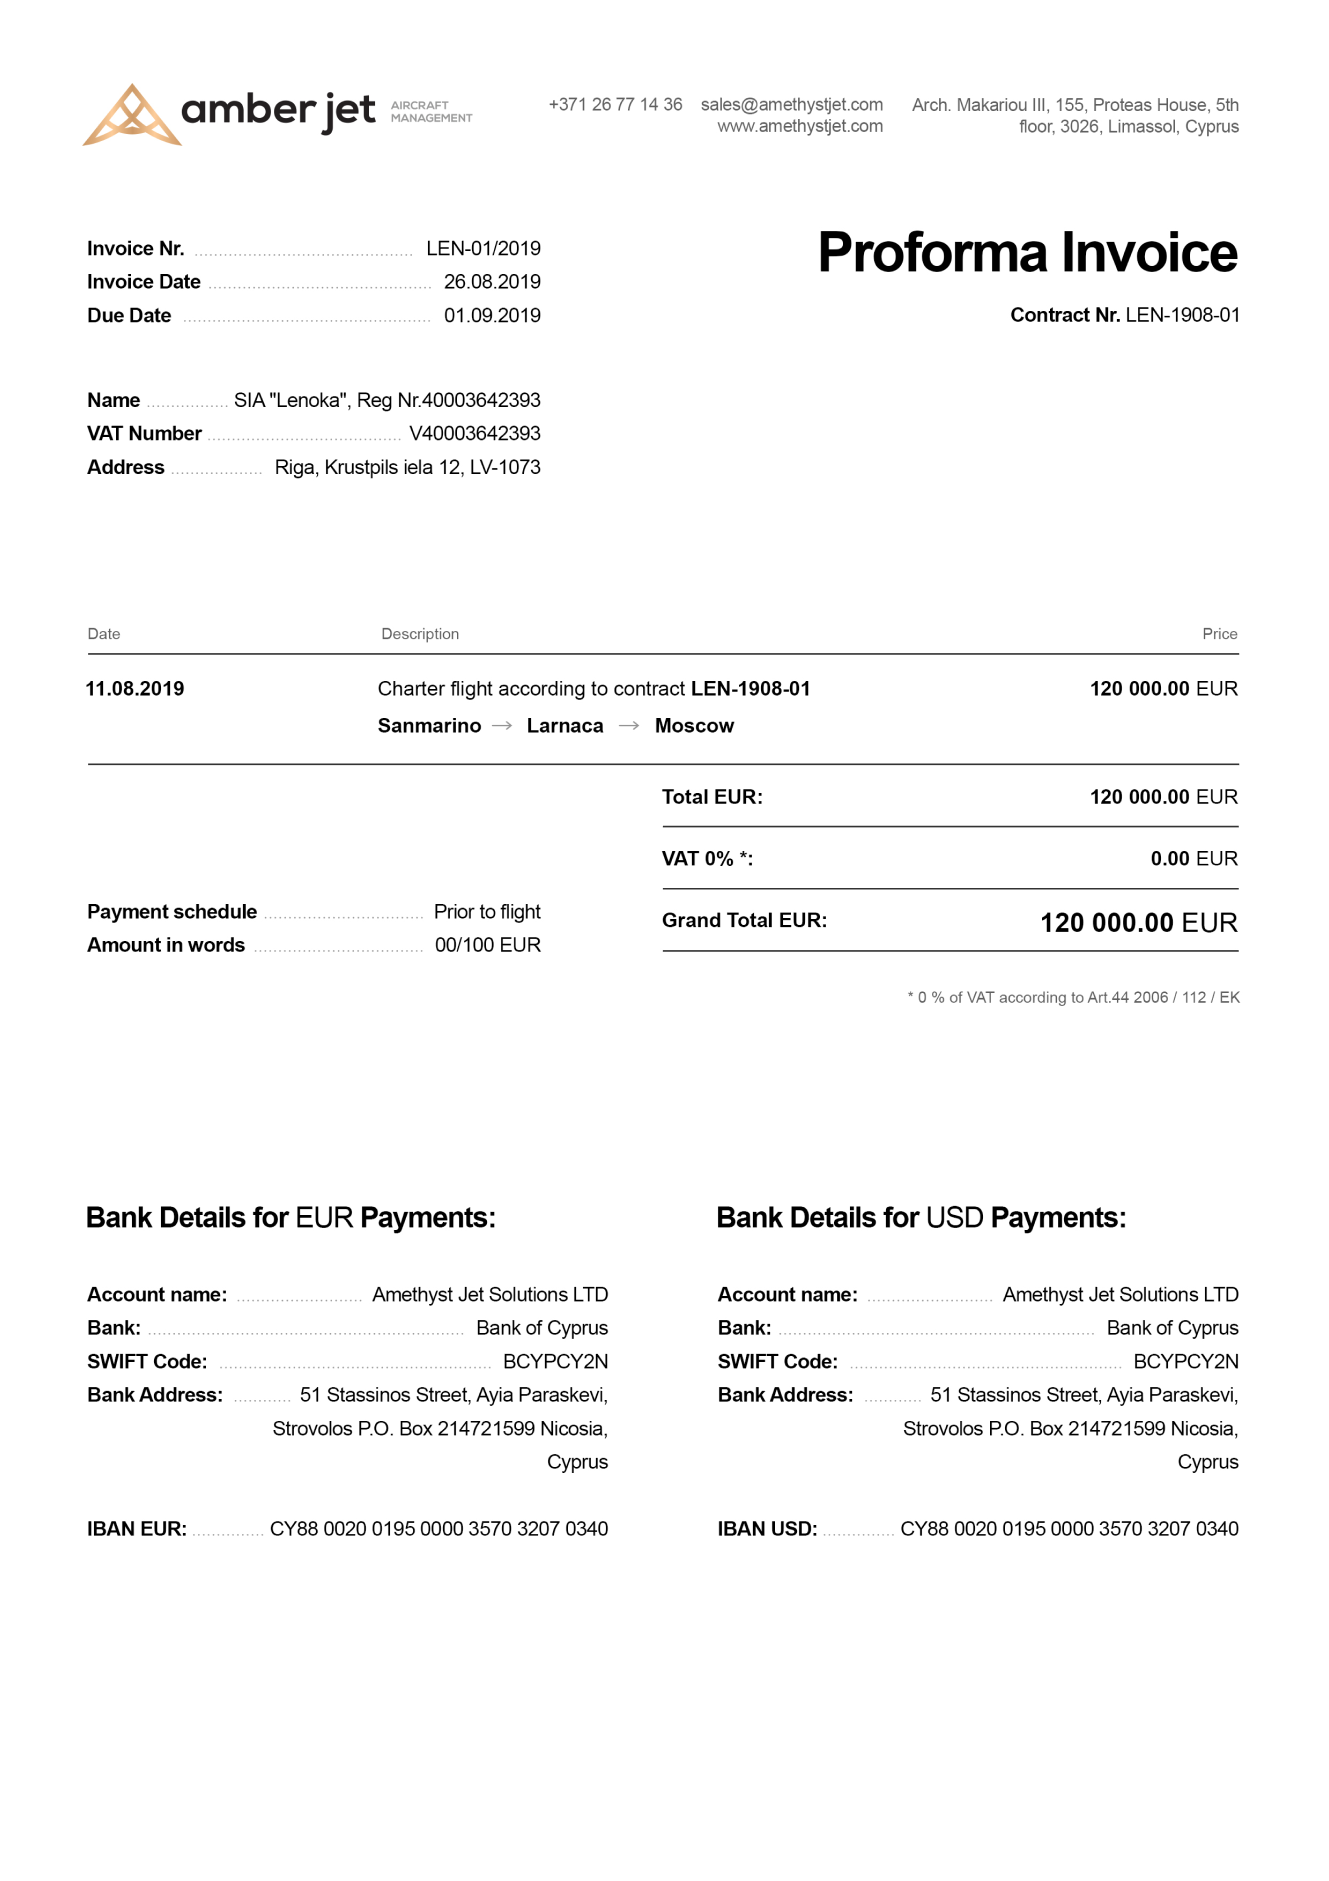 amber jet AIRCRAFT MANAGEMENT
+371 26 77 14 36
sales@amethystjet.com
www.amethystjet.com
Arch. Makariou III, 155, Proteas House, 5th
floor, 3026, Limassol, Cyprus
Proforma Invoice
Contract Nr. LEN-1908-01
Invoice Nr. LEN-01/2019
Invoice Date 26.08.2019
Due Date 01.09.2019
Name SIA "Lenoka", Reg Nr.40003642393
VAT Number V40003642393
Address Riga, Krustpils iela 12, LV-1073
Date Description Price
11.08.2019 Charter flight according to contract LEN-1908-01 120 000.00 EUR
Sanmarino → Larnaca → Moscow
Total EUR: 120 000.00 EUR
VAT 0% *: 0.00 EUR
Grand Total EUR: 120 000.00 EUR
Payment schedule Prior to flight
Amount in words 00/100 EUR
* 0 % of VAT according to Art.44 2006 / 112 / EK
Bank Details for EUR Payments:
Account name: Amethyst Jet Solutions LTD
Bank: Bank of Cyprus
SWIFT Code: BCYPCY2N
Bank Address: 51 Stassinos Street, Ayia Paraskevi,
Strovolos P.O. Box 214721599 Nicosia,
Cyprus
IBAN EUR: CY88 0020 0195 0000 3570 3207 0340
Bank Details for USD Payments:
Account name: Amethyst Jet Solutions LTD
Bank: Bank of Cyprus
SWIFT Code: BCYPCY2N
Bank Address: 51 Stassinos Street, Ayia Paraskevi,
Strovolos P.O. Box 214721599 Nicosia,
Cyprus
IBAN USD: CY88 0020 0195 0000 3570 3207 0340